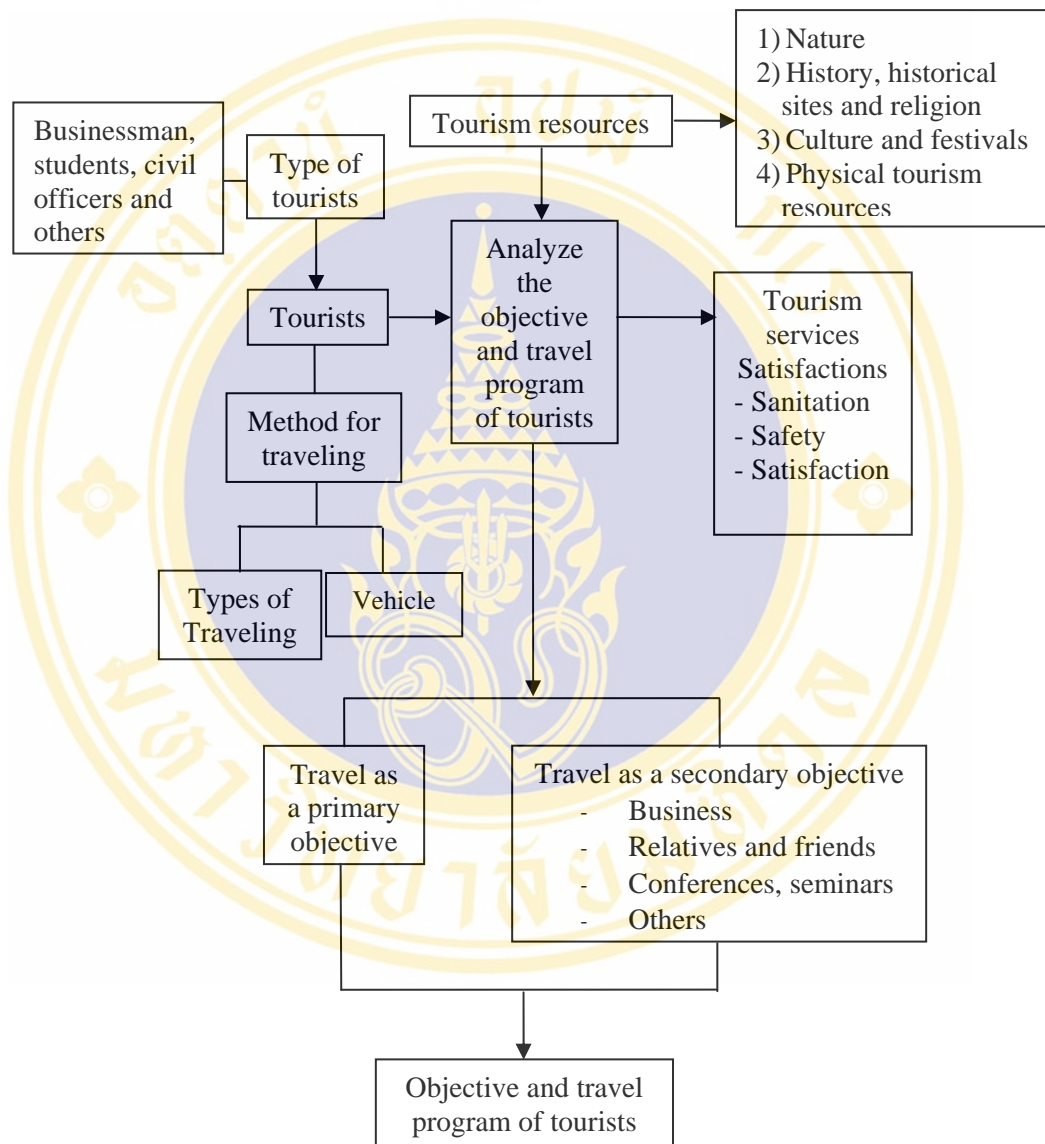 1) Nature
2) History, historical
sites and religion
3) Culture and festivals
4) Physical tourism
resources
Tourism resources
Businessman,
students, civil
officers and
others
Type of
tourists
Analyze
the
objective
and travel
program
of tourists
Tourists
Tourism
services
Satisfactions
- Sanitation
- Safety
- Satisfaction
Method for
traveling
Types of
Traveling
Vehicle
Travel as
a primary
objective
Travel as a secondary objective
- Business
- Relatives and friends
- Conferences, seminars
- Others
Objective and travel
program of tourists